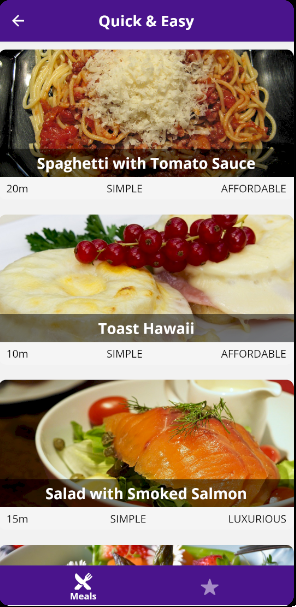 Quick & Easy
Spaghetti with Tomato Sauce
20m SIMPLE AFFORDABLE
Toast Hawaii
10m SIMPLE AFFORDABLE
Salad with Smoked Salmon
15m SIMPLE LUXURIOUS
Meals